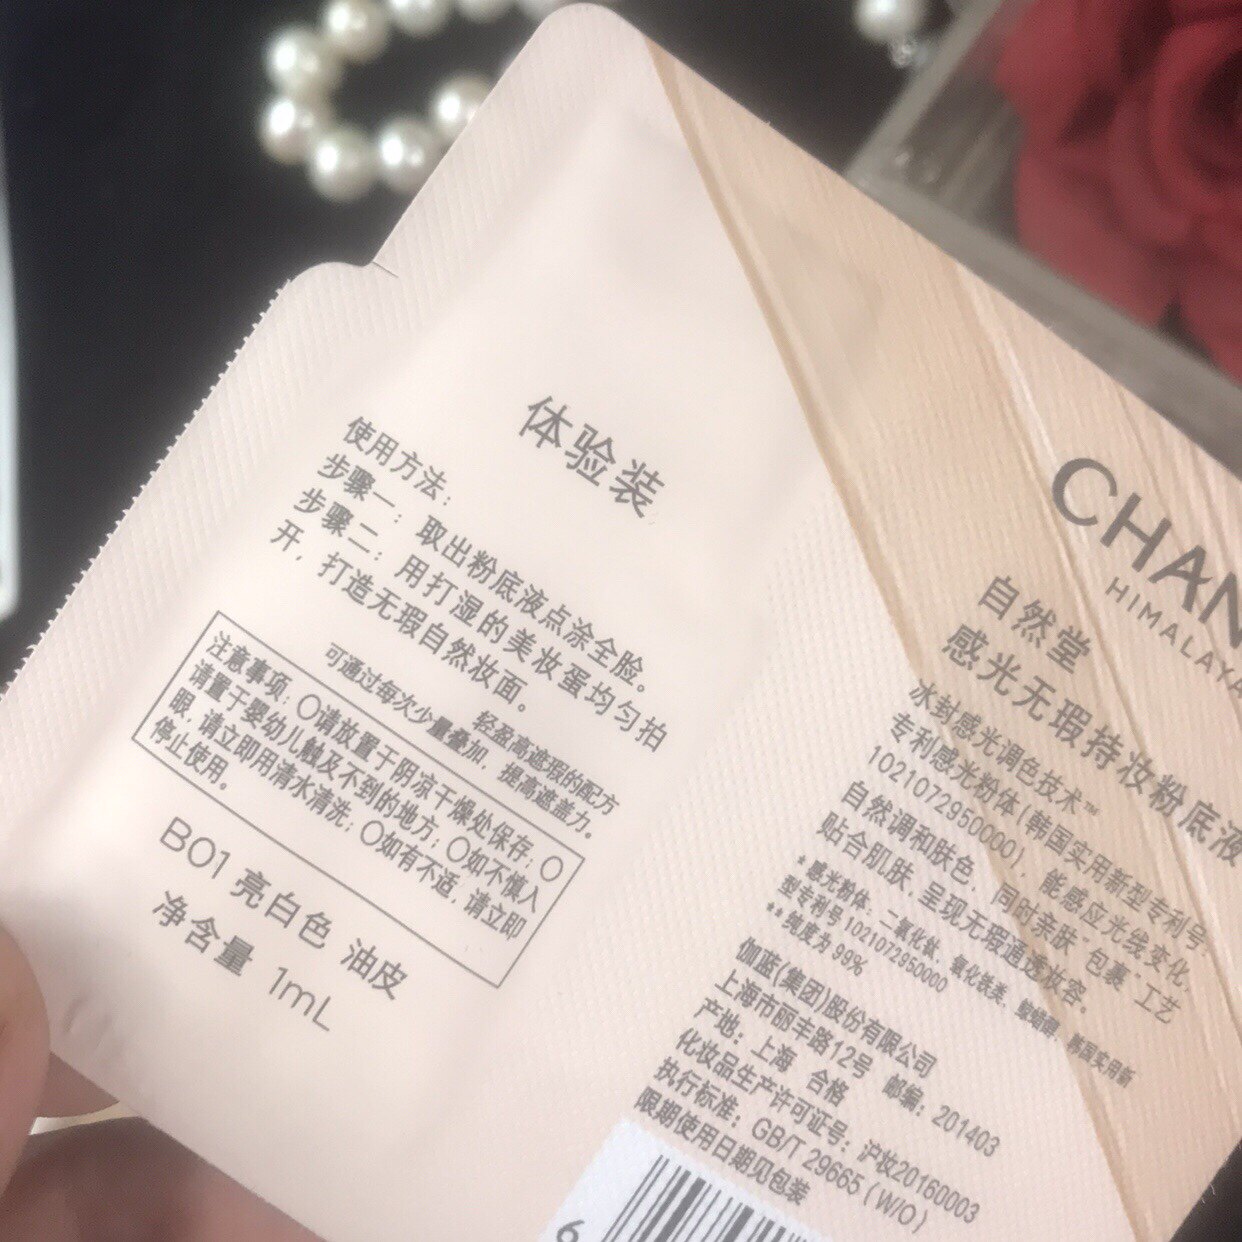 体验装
使用方法：
步骤一：取出粉底液点涂全脸。
步骤二：用打湿的美妆蛋均匀拍
开，打造无瑕自然妆面。
轻盈高遮瑕的配方
可通过每次少量叠加，提高遮盖力。
注意事项：〇请放置于阴凉干燥处保存；〇
请置于婴幼儿触及不到的地方；〇如不慎入
眼，请立即用清水清洗；〇如有不适，请立即
停止使用。
B01 亮白色 油皮
净含量 1mL
CHAN
HIMALAYA
自然堂
感光无瑕持妆粉底液
冰封感光调色技术™
专利感光粉体（韩国实用新型专利号
1021072950000），能感应光线变化，
自然调和肤色，同时亲肤"包裹"工艺
贴合肌肤，呈现无瑕通透妆容。
*感光粉体：二氧化钛、氧化铁类、鲸蜡醇，韩国实用新
型专利号 1021072950000
**纯度为 99%
伽蓝(集团)股份有限公司
上海市丽丰路12号 邮编：201403
产地：上海 合格
化妆品生产许可证号：沪妆20160003
执行标准：GB/T 29665 (W/O)
限期使用日期见包装
6